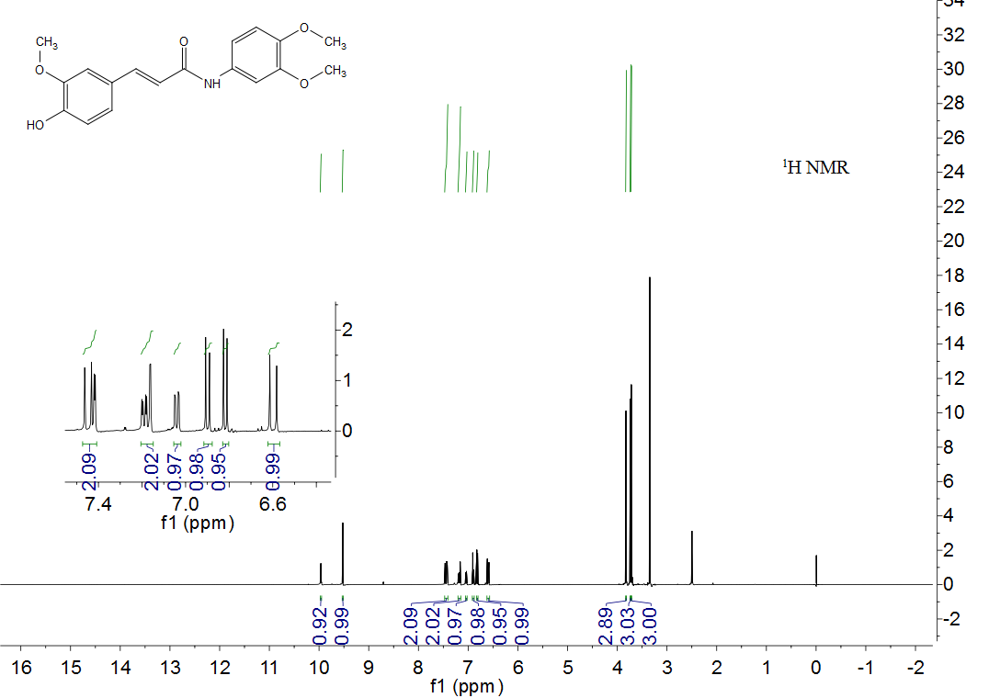 CH3
O
O
O
CH3
CH3
O
NH
O
HO
34
32
30
28
26
24
22
20
18
16
14
12
10
8
6
4
2
0
-2
1H NMR
2
1
0
2.09
2.02
0.97
0.98
0.95
0.99
7.4 7.0 6.6
f1 (ppm)
0.92
0.99
2.09
2.02
0.97
0.98
0.95
0.99
2.89
3.03
3.00
16 15 14 13 12 11 10 9 8 7 6 5 4 3 2 1 0 -1 -2
f1 (ppm)